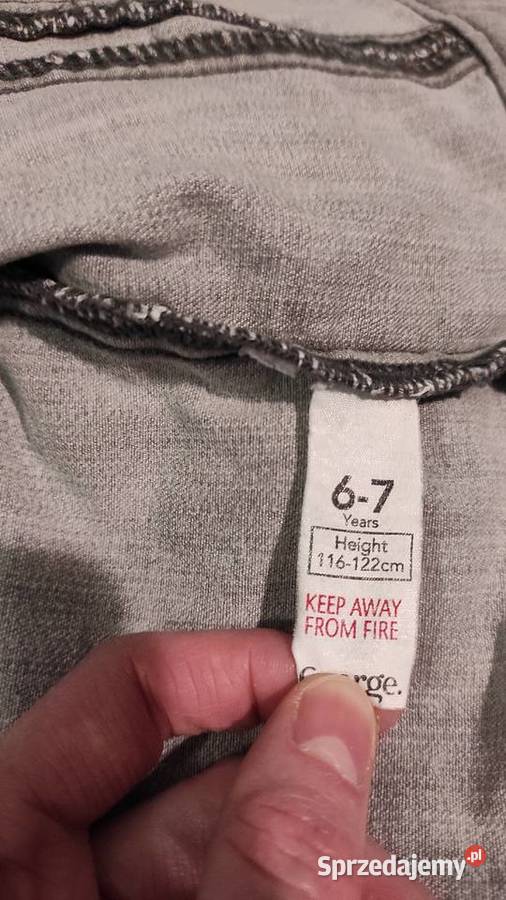 6-7
Years
Height
116-122cm
KEEP AWAY
FROM FIRE
Sprzedajemy.pl